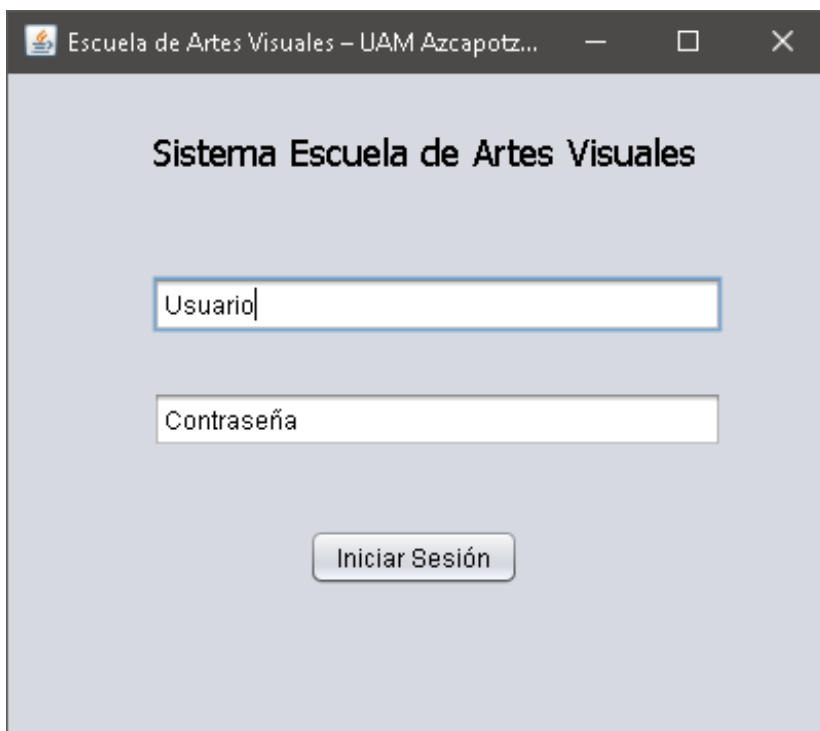 Escuela de Artes Visuales – UAM Azcapotz...
Sistema Escuela de Artes Visuales
Usuario
Contraseña
Iniciar Sesión